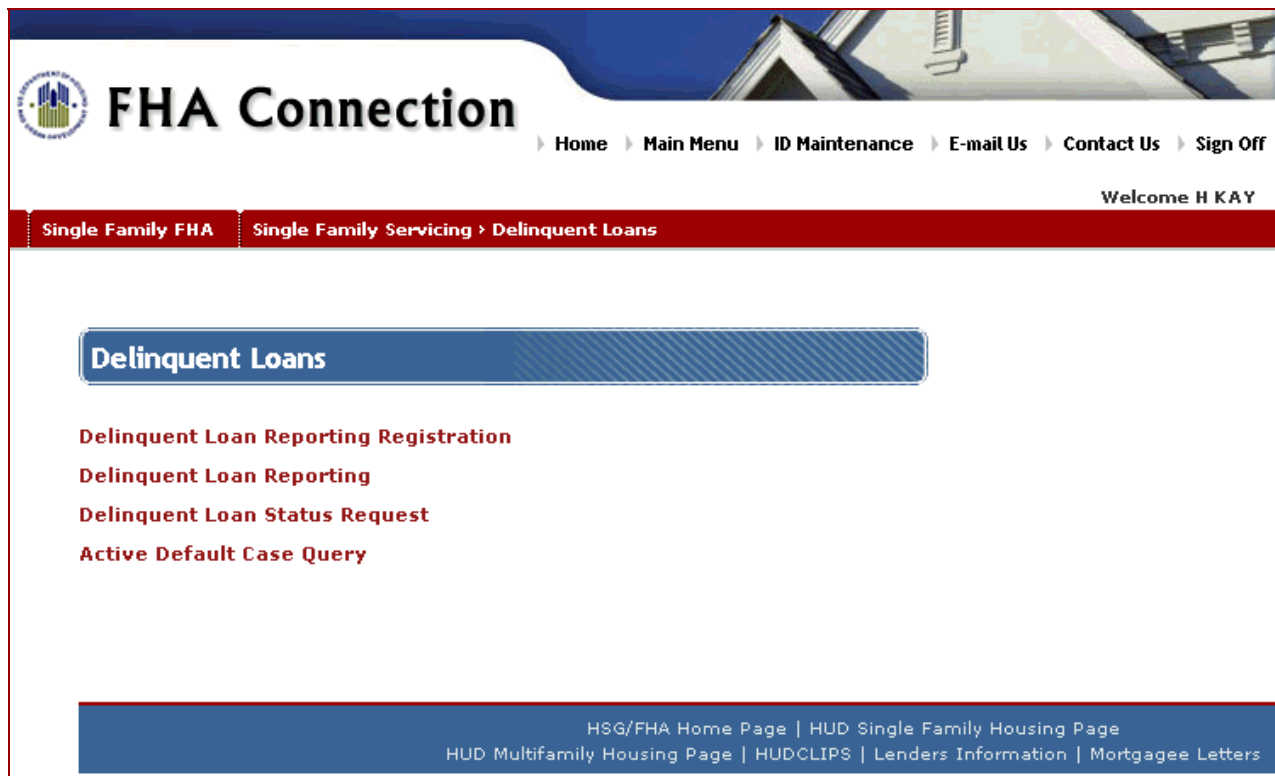 FHA Connection
Home Main Menu ID Maintenance E-mail Us Contact Us Sign Off
Welcome H KAY
Single Family FHA Single Family Servicing › Delinquent Loans
Delinquent Loans
Delinquent Loan Reporting Registration
Delinquent Loan Reporting
Delinquent Loan Status Request
Active Default Case Query
HSG/FHA Home Page | HUD Single Family Housing Page
HUD Multifamily Housing Page | HUDCLIPS | Lenders Information | Mortgagee Letters